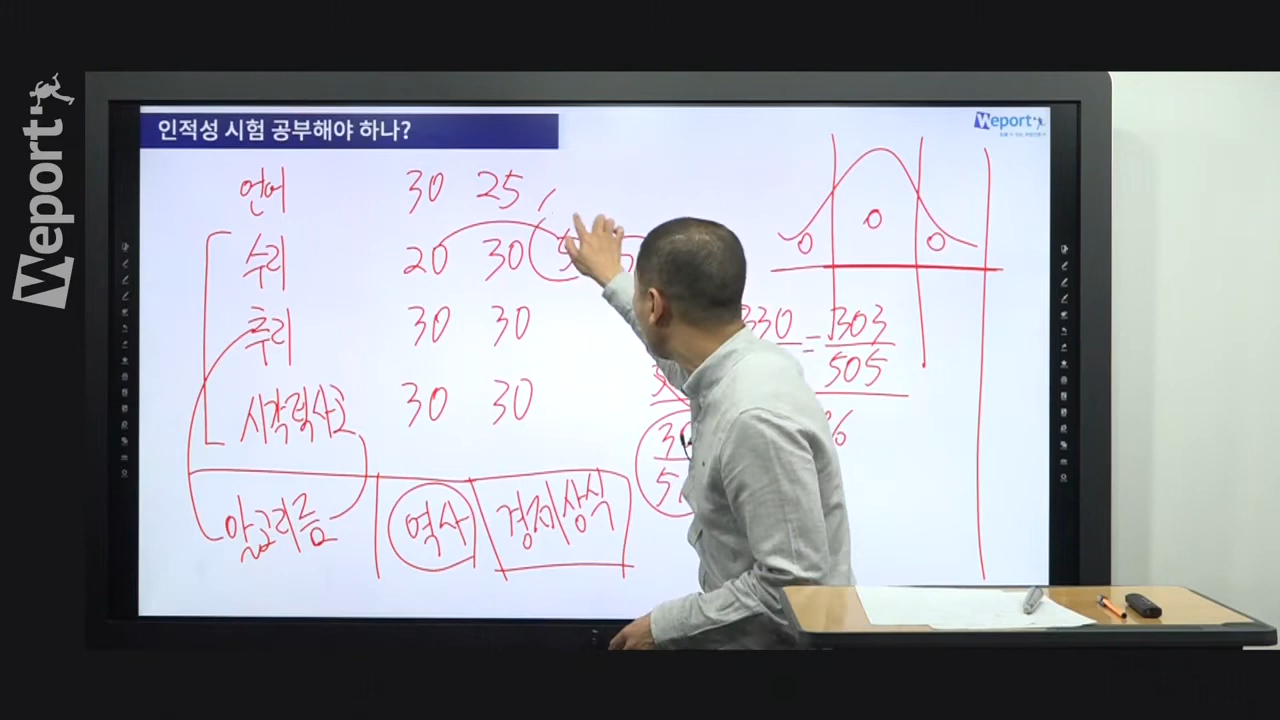 Weport
인적성 시험 공부해야 하나?
Weport
언어 30 25
수리 20 30 5
추리 30 30
시각적사고 30 30
알고리즘 역사 경제상식
330 = 303
505